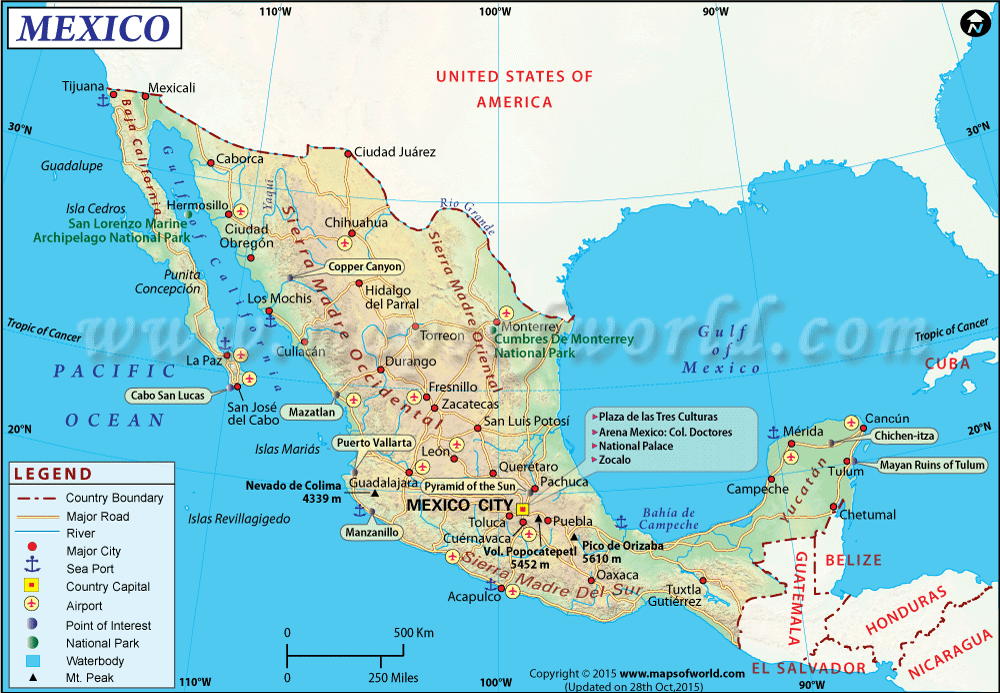 MEXICO
110°W
100°W
90°W
N
UNITED STATES OF
AMERICA
Tijuana
Mexicali
Baja California
30°N
30°N
Guadalupe
Gulf of California
Caborca
Ciudad Juárez
Isla Cedros
Hermosillo
Yaqui
Rio Grande
San Lorenzo Marine
Archipelago National Park
Ciudad
Obregón
Chihuahua
Sierra Madre Occidental
Sierra Madre Oriental
Punita
Concepción
Copper Canyon
Hidalgo
del Parral
Los Mochis
www.mapsofworld.com
Monterrey
Cumbres De Monterrey
National Park
Torreon
Gulf
of
Mexico
Tropic of Cancer
Tropic of Cancer
Culiacán
La Paz
Durango
CUBA
PACIFIC
OCEAN
Cabo San Lucas
San José
del Cabo
Mazatlan
Fresnillo
Zacatecas
San Luis Potosí
Plaza de las Tres Culturas
Arena Mexico: Col. Doctores
National Palace
Zocalo
20°N
20°N
Cancún
Mérida
Chichen-itza
Islas Mariás
Puerto Vallarta
León
Querétaro
Tulum
Mayan Ruins of Tulum
Nevado de Colima
4339 m
Guadalajara
Pyramid of the Sun
Pachuca
Campeche
Yucatán
MEXICO CITY
Islas Revillagigedo
Manzanillo
Toluca
Puebla
Bahía de
Campeche
Chetumal
Cuérnavaca
Vol. Popocatepetl
5452 m
Pico de Orizaba
5610 m
BELIZE
Sierra Madre Del Sur
Oaxaca
Acapulco
Tuxtla
Gutiérrez
GUATEMALA
HONDURAS
EL SALVADOR
NICARAGUA
LEGEND
Country Boundary
Major Road
River
Major City
Sea Port
Country Capital
Airport
Point of Interest
National Park
Waterbody
Mt. Peak
0
500 Km
0
250 Miles
110°W
100°W
90°W
Copyright © 2015 www.mapsofworld.com
(Updated on 28th Oct,2015)